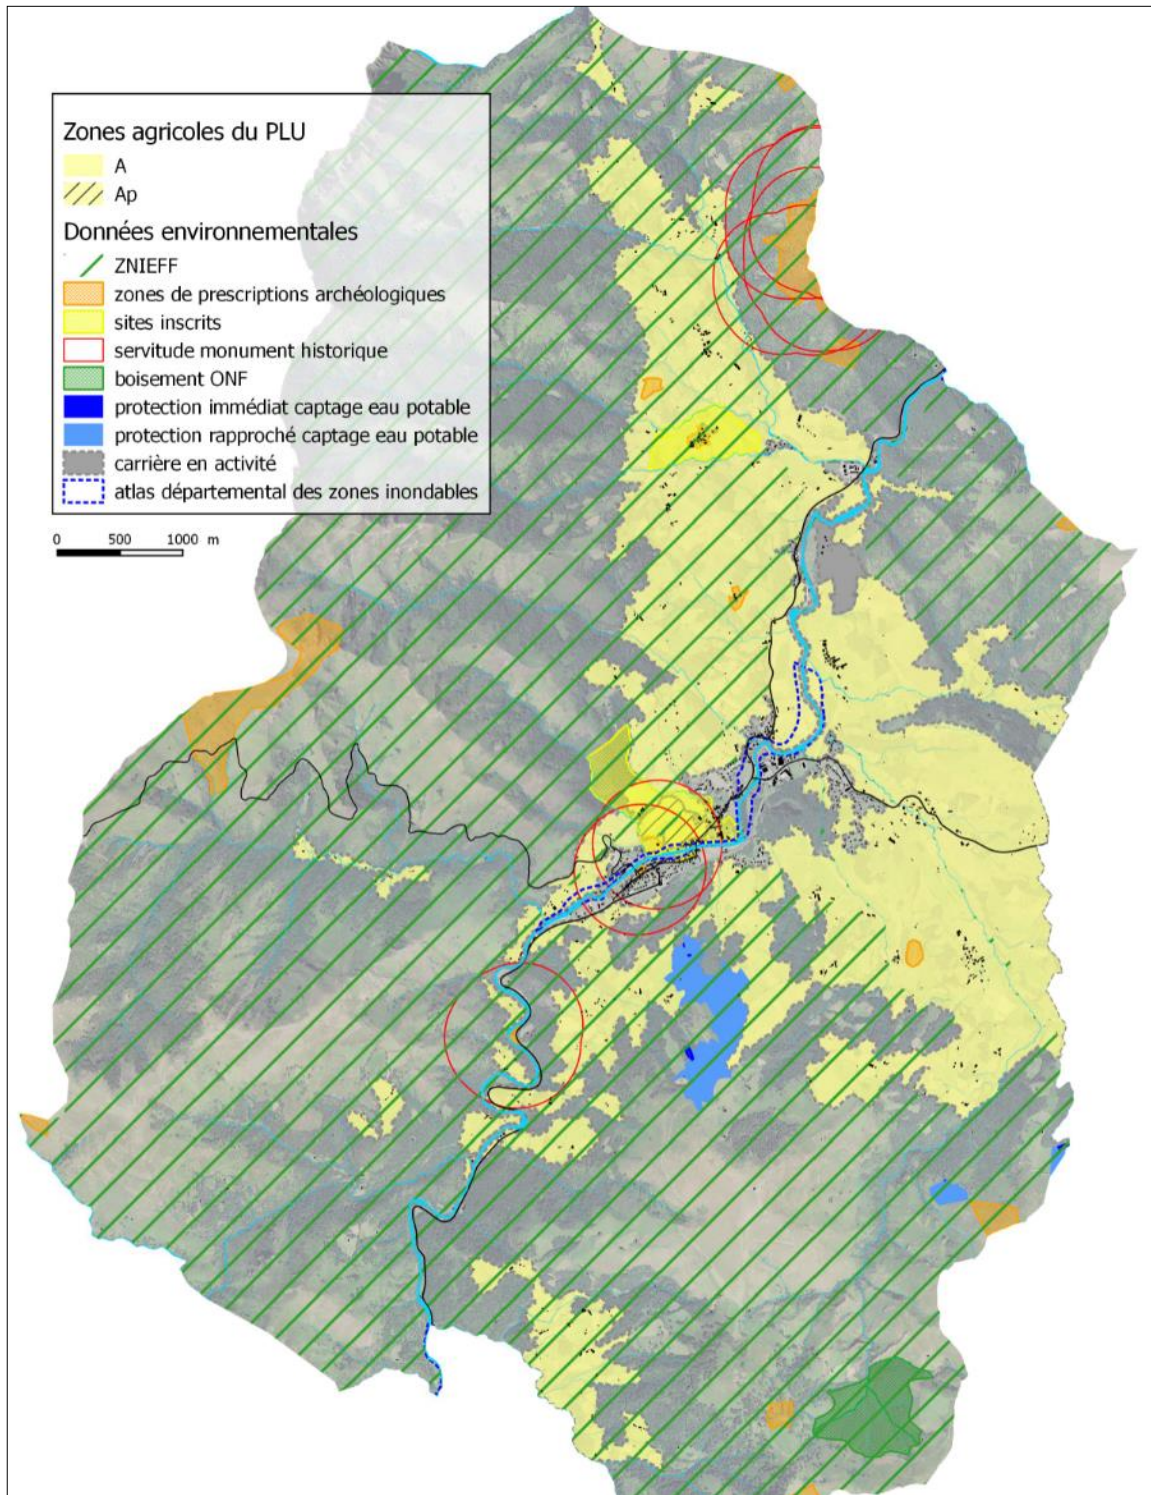 Zones agricoles du PLU
A
Ap
Données environnementales
ZNIEFF
zones de prescriptions archéologiques
sites inscrits
servitude monument historique
boisement ONF
protection immédiat captage eau potable
protection rapproché captage eau potable
carrière en activité
atlas départemental des zones inondables
0 500 1000 m